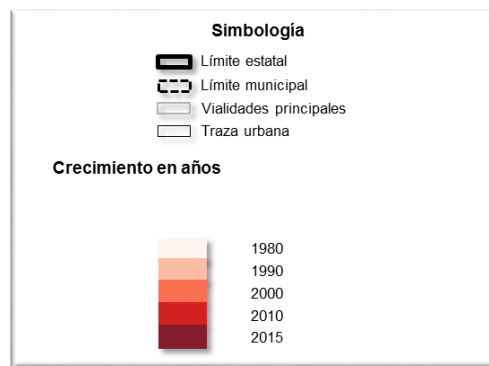 Simbología
Límite estatal
Límite municipal
Vialidades principales
Traza urbana
Crecimiento en años
1980
1990
2000
2010
2015